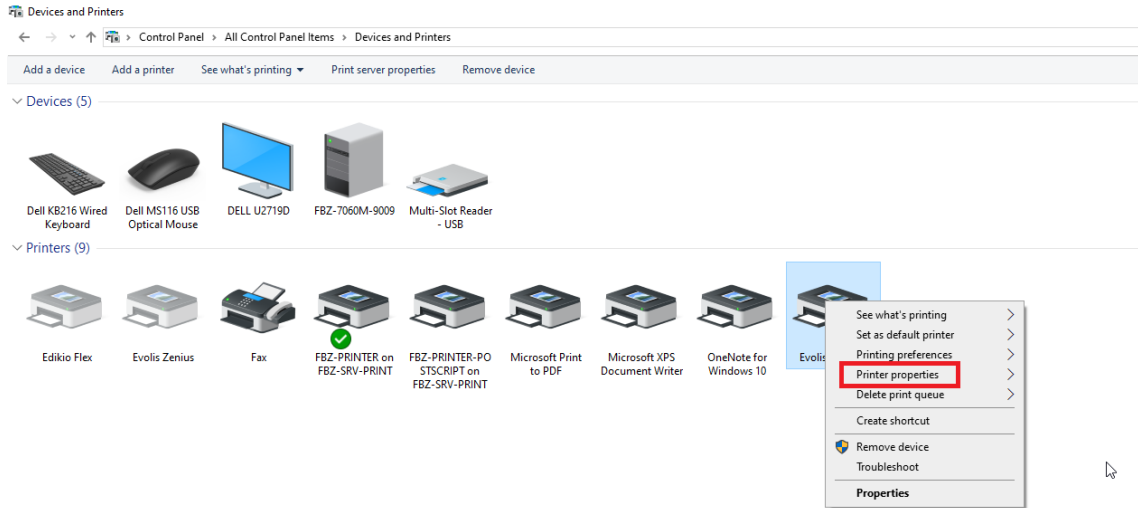 Devices and Printers
Control Panel > All Control Panel Items > Devices and Printers
Add a device Add a printer See what's printing Print server properties Remove device
Devices (5)
Dell KB216 Wired
Keyboard
Dell MS116 USB
Optical Mouse
DELL U2719D
FBZ-7060M-9009
Multi-Slot Reader
- USB
Printers (9)
Edikio Flex
Evolis Zenius
Fax
FBZ-PRINTER on
FBZ-SRV-PRINT
FBZ-PRINTER-PO
STSCRIPT on
FBZ-SRV-PRINT
Microsoft Print
to PDF
Microsoft XPS
Document Writer
OneNote for
Windows 10
See what's printing
Set as default printer
Printing preferences
Printer properties
Delete print queue
Create shortcut
Remove device
Troubleshoot
Properties